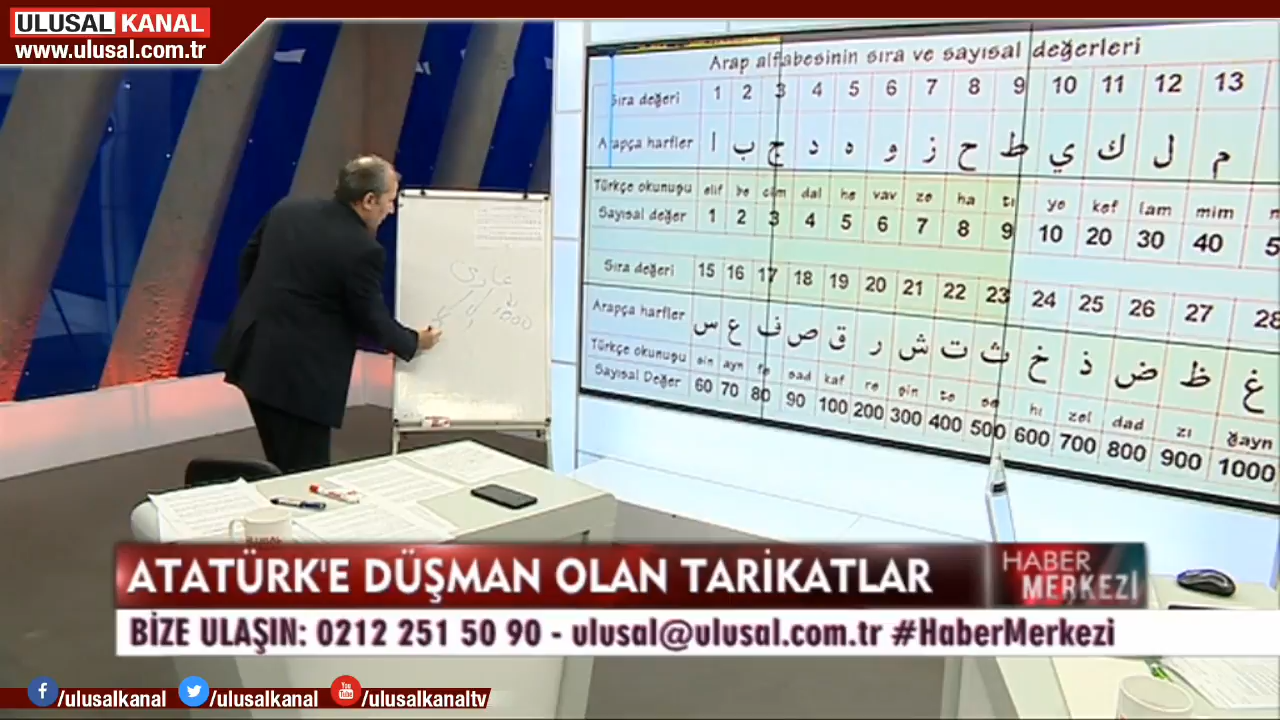 ULUSAL KANAL
www.ulusal.com.tr
Arap alfabesinin sıra ve sayısal değerleri
Sıra değeri 1 2 3 4 5 6 7 8 9 10 11 12 13
Arapça harfler ا ب ج د ه و ز ح ط ي ك ل م
Türkçe okunuşu elif be cim dal he vav ze ha tı ye kef lam mim
Sayısal değer 1 2 3 4 5 6 7 8 9 10 20 30 40 5
Sıra değeri 15 16 17 18 19 20 21 22 23 24 25 26 27 28
Arapça harfler س ع ف ص ق ر ش ت ث خ ذ ض ظ غ
Türkçe okunuşu sin ayn fe sad kaf re şin te se hı zel dad zı ğayn
Sayısal Değer 60 70 80 90 100 200 300 400 500 600 700 800 900 1000
غازي
1000
ATATÜRK'E DÜŞMAN OLAN TARİKATLAR
HABER MERKEZİ
BİZE ULAŞIN: 0212 251 50 90 - ulusal@ulusal.com.tr #HaberMerkezi
/ulusalkanal /ulusalkanal You Tube /ulusalkanaltv